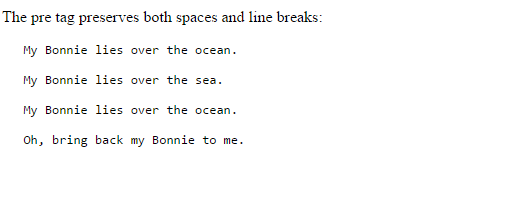 The pre tag preserves both spaces and line breaks:
My Bonnie lies over the ocean.
My Bonnie lies over the sea.
My Bonnie lies over the ocean.
Oh, bring back my Bonnie to me.